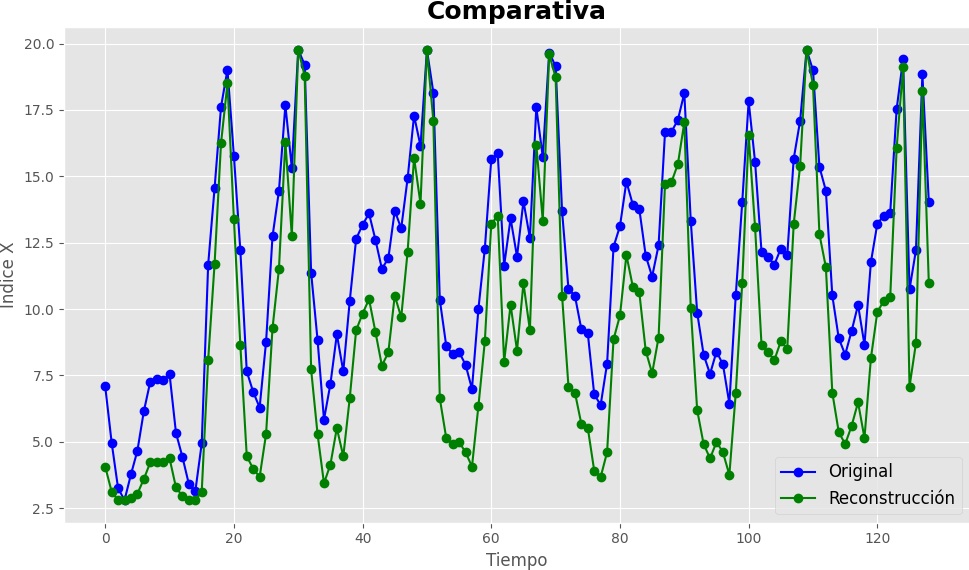 Comparativa
20.0
17.5
15.0
12.5
10.0
7.5
5.0
2.5
Indice X
0 20 40 60 80 100 120
Tiempo
Original
Reconstrucción